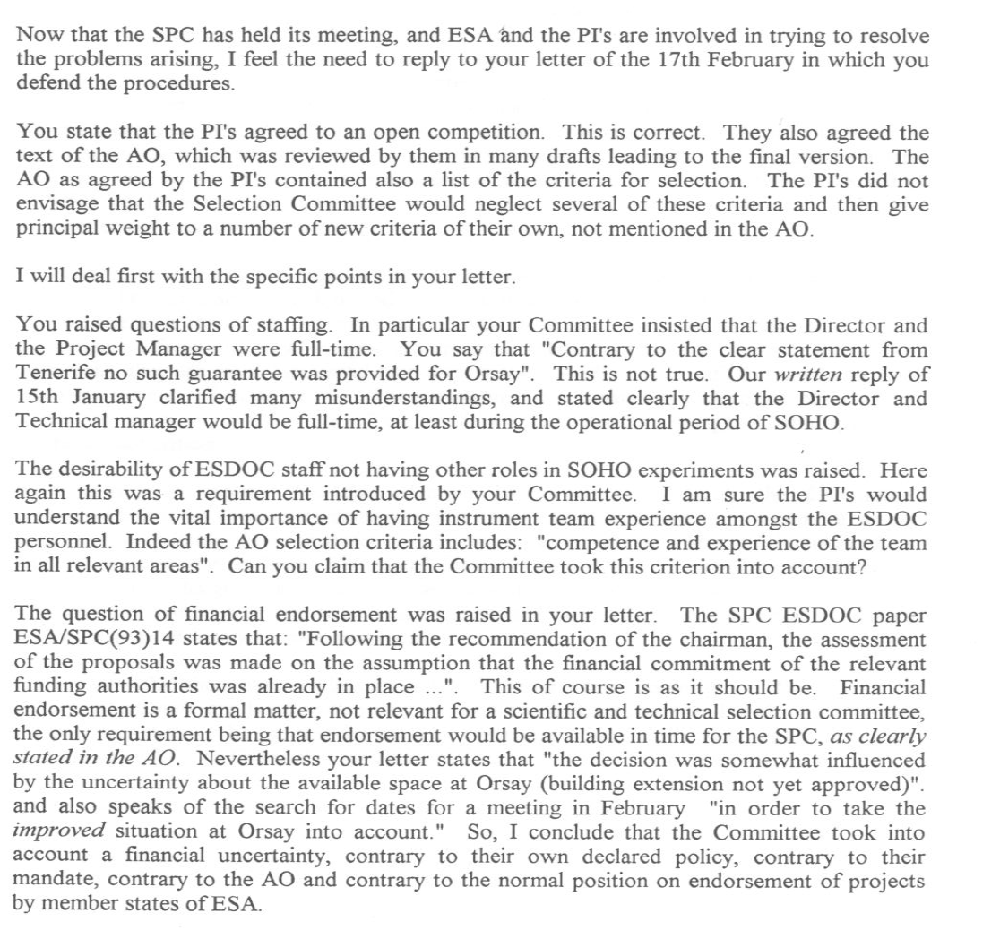 Now that the SPC has held its meeting, and ESA and the PI's are involved in trying to resolve
the problems arising, I feel the need to reply to your letter of the 17th February in which you
defend the procedures.
You state that the PI's agreed to an open competition. This is correct. They also agreed the
text of the AO, which was reviewed by them in many drafts leading to the final version. The
AO as agreed by the PI's contained also a list of the criteria for selection. The PI's did not
envisage that the Selection Committee would neglect several of these criteria and then give
principal weight to a number of new criteria of their own, not mentioned in the AO.
I will deal first with the specific points in your letter.
You raised questions of staffing. In particular your Committee insisted that the Director and
the Project Manager were full-time. You say that "Contrary to the clear statement from
Tenerife no such guarantee was provided for Orsay". This is not true. Our written reply of
15th January clarified many misunderstandings, and stated clearly that the Director and
Technical manager would be full-time, at least during the operational period of SOHO.
The desirability of ESDOC staff not having other roles in SOHO experiments was raised. Here
again this was a requirement introduced by your Committee. I am sure the PI's would
understand the vital importance of having instrument team experience amongst the ESDOC
personnel. Indeed the AO selection criteria includes: "competence and experience of the team
in all relevant areas". Can you claim that the Committee took this criterion into account?
The question of financial endorsement was raised in your letter. The SPC ESDOC paper
ESA/SPC(93)14 states that: "Following the recommendation of the chairman, the assessment
of the proposals was made on the assumption that the financial commitment of the relevant
funding authorities was already in place ...". This of course is as it should be. Financial
endorsement is a formal matter, not relevant for a scientific and technical selection committee,
the only requirement being that endorsement would be available in time for the SPC, as clearly
stated in the AO. Nevertheless your letter states that "the decision was somewhat influenced
by the uncertainty about the available space at Orsay (building extension not yet approved)".
and also speaks of the search for dates for a meeting in February "in order to take the
improved situation at Orsay into account." So, I conclude that the Committee took into
account a financial uncertainty, contrary to their own declared policy, contrary to their
mandate, contrary to the AO and contrary to the normal position on endorsement of projects
by member states of ESA.